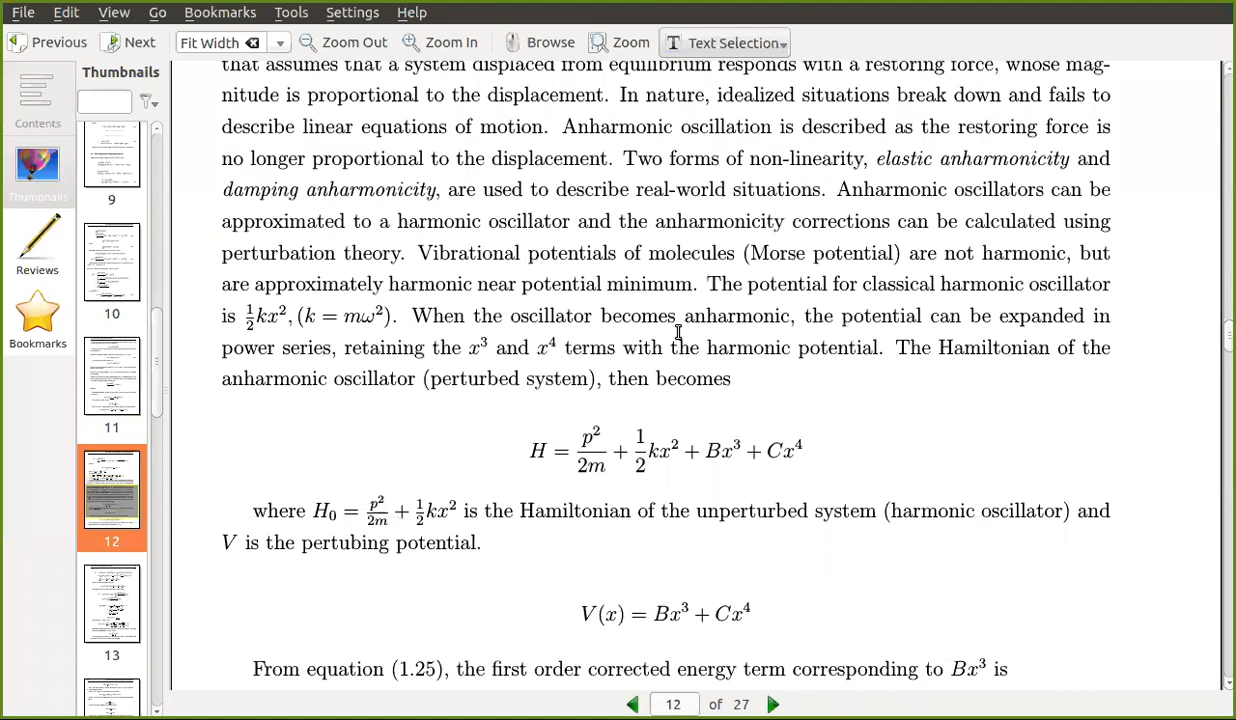 File Edit View Go Bookmarks Tools Settings Help
Previous Next Fit Width Zoom Out Zoom In Browse Zoom Text Selection
Contents
Thumbnails
Reviews
Bookmarks
Thumbnails
9
10
11
12
13
that assumes that a system displaced from equilibrium responds with a restoring force, whose mag-
nitude is proportional to the displacement. In nature, idealized situations break down and fails to
describe linear equations of motion. Anharmonic oscillation is described as the restoring force is
no longer proportional to the displacement. Two forms of non-linearity, elastic anharmonicity and
damping anharmonicity, are used to describe real-world situations. Anharmonic oscillators can be
approximated to a harmonic oscillator and the anharmonicity corrections can be calculated using
perturbation theory. Vibrational potentials of molecules (Morse potential) are not harmonic, but
are approximately harmonic near potential minimum. The potential for classical harmonic oscillator
is ½kx², (k = mω²). When the oscillator becomes anharmonic, the potential can be expanded in
power series, retaining the x³ and x⁴ terms with the harmonic potential. The Hamiltonian of the
anharmonic oscillator (perturbed system), then becomes
H = p²/2m + 1/2 kx² + Bx³ + Cx⁴
where H₀ = p²/2m + ½kx² is the Hamiltonian of the unperturbed system (harmonic oscillator) and
V is the pertubing potential.
V(x) = Bx³ + Cx⁴
From equation (1.25), the first order corrected energy term corresponding to Bx³ is
12 of 27